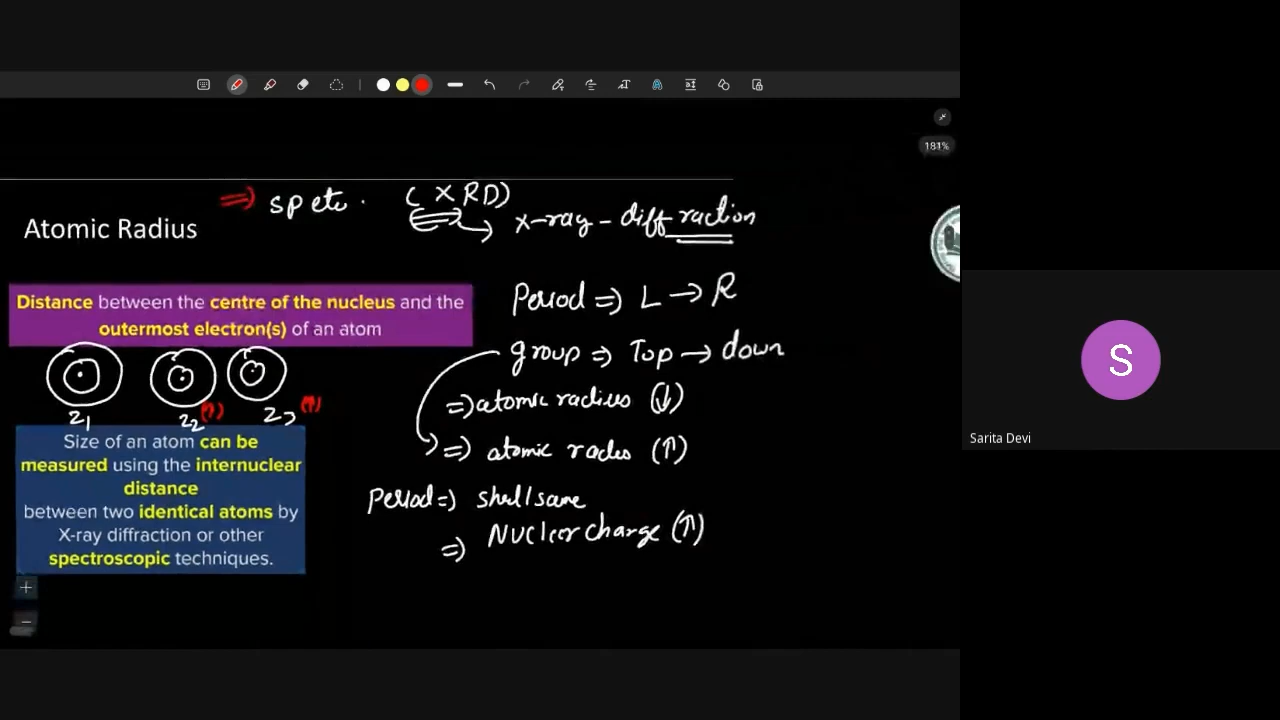 181%
⇒ spetc. (XRD)
→ X-ray-diffraction
Atomic Radius
Period ⇒ L → R
Distance between the centre of the nucleus and the
outermost electron(s) of an atom
group ⇒ Top → down
⇒ atomic radius (↓)
⇒ atomic radus (↑)
Z1 Z2 (↑) Z3 (↑)
Size of an atom can be
measured using the internuclear
distance
between two identical atoms by
X-ray diffraction or other
spectroscopic techniques.
Period ⇒ shell same
⇒ Nuclear charge (↑)
S
Sarita Devi